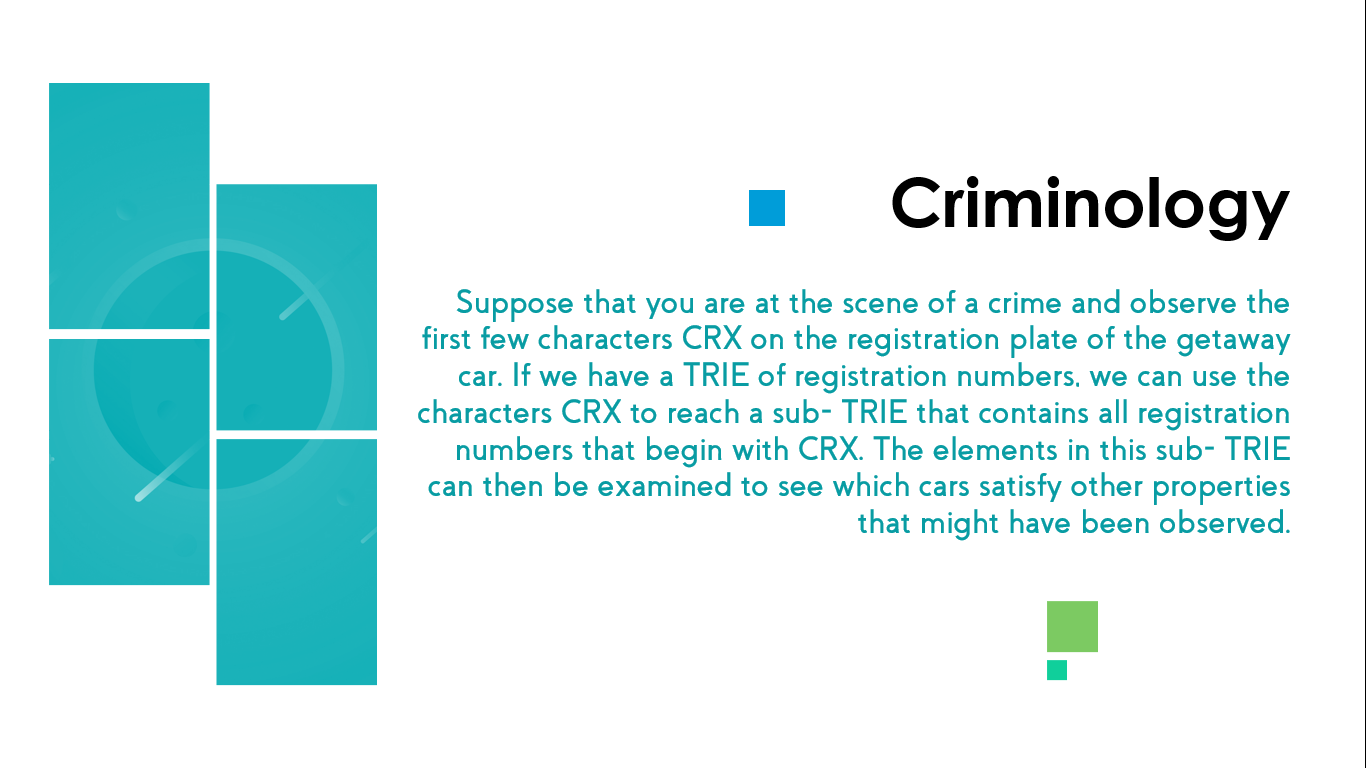 Criminology
Suppose that you are at the scene of a crime and observe the
first few characters CRX on the registration plate of the getaway
car. If we have a TRIE of registration numbers, we can use the
characters CRX to reach a sub- TRIE that contains all registration
numbers that begin with CRX. The elements in this sub- TRIE
can then be examined to see which cars satisfy other properties
that might have been observed.